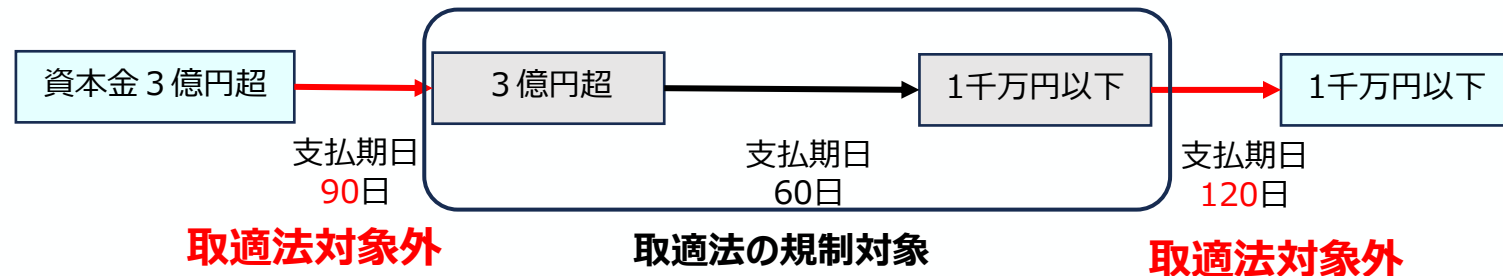 資本金３億円超
３億円超
1千万円以下
1千万円以下
支払期日
90日
支払期日
60日
支払期日
120日
取適法対象外
取適法の規制対象
取適法対象外